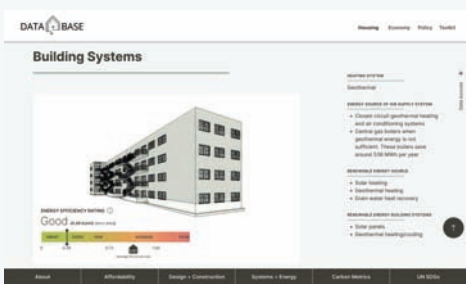 DATA BASE
Housing Economy Policy Toolkit
Building Systems
HEATING SYSTEM
Geothermal
ENERGY SOURCE OF AIR SUPPLY SYSTEM
• Closed circuit geothermal heating
and air conditioning systems
• Central gas boilers when
geothermal energy is not
sufficient. These boilers save
around 536 MWh per year
RENEWABLE ENERGY SOURCE
• Solar heating
• Geothermal heating
• Drain water heat recovery
RENEWABLE ENERGY BUILDING SYSTEMS
• Solar panels
• Geothermal heating/cooling
ENERGY EFFICIENCY RATING
Good
GREAT GOOD
0
About Affordability Design + Construction Systems + Energy Carbon Metrics UN SDGs